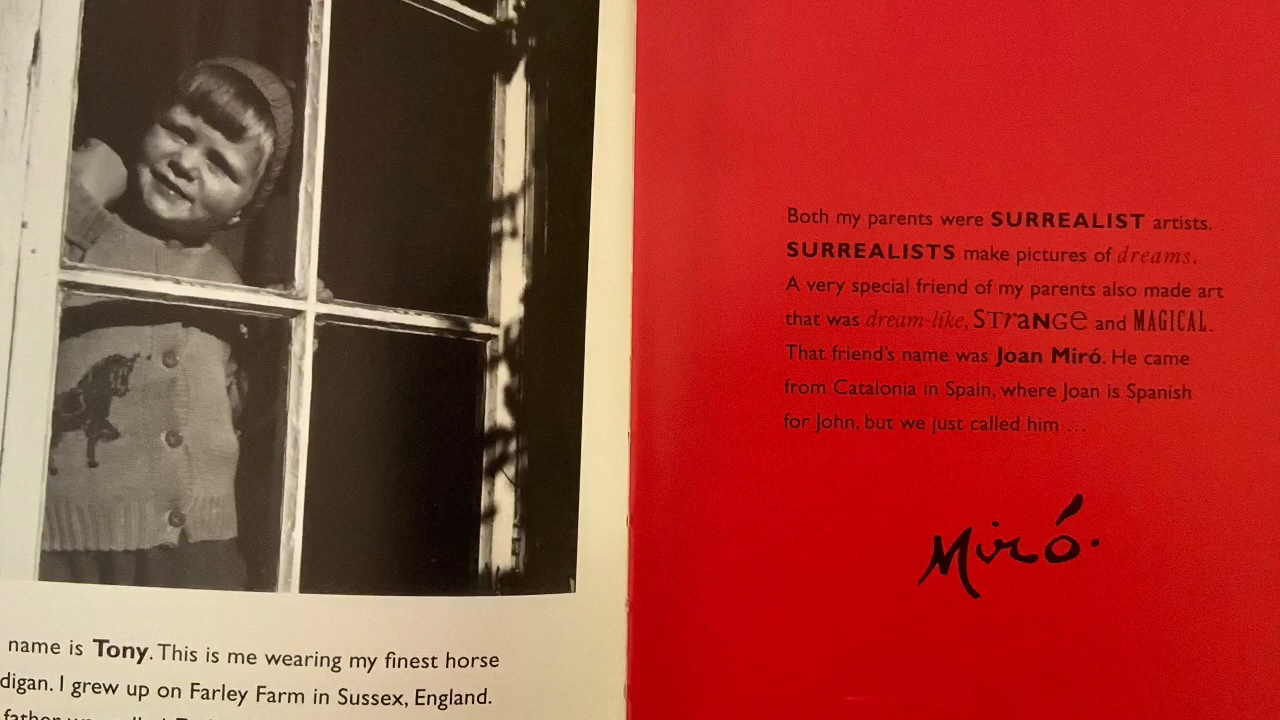 name is Tony. This is me wearing my finest horse
digan. I grew up on Farley Farm in Sussex, England.
father
Both my parents were SURREALIST artists.
SURREALISTS make pictures of dreams.
A very special friend of my parents also made art
that was dream-like, STraNGe and MAGICAL.
That friend's name was Joan Miró. He came
from Catalonia in Spain, where Joan is Spanish
for John, but we just called him ...
Miró.